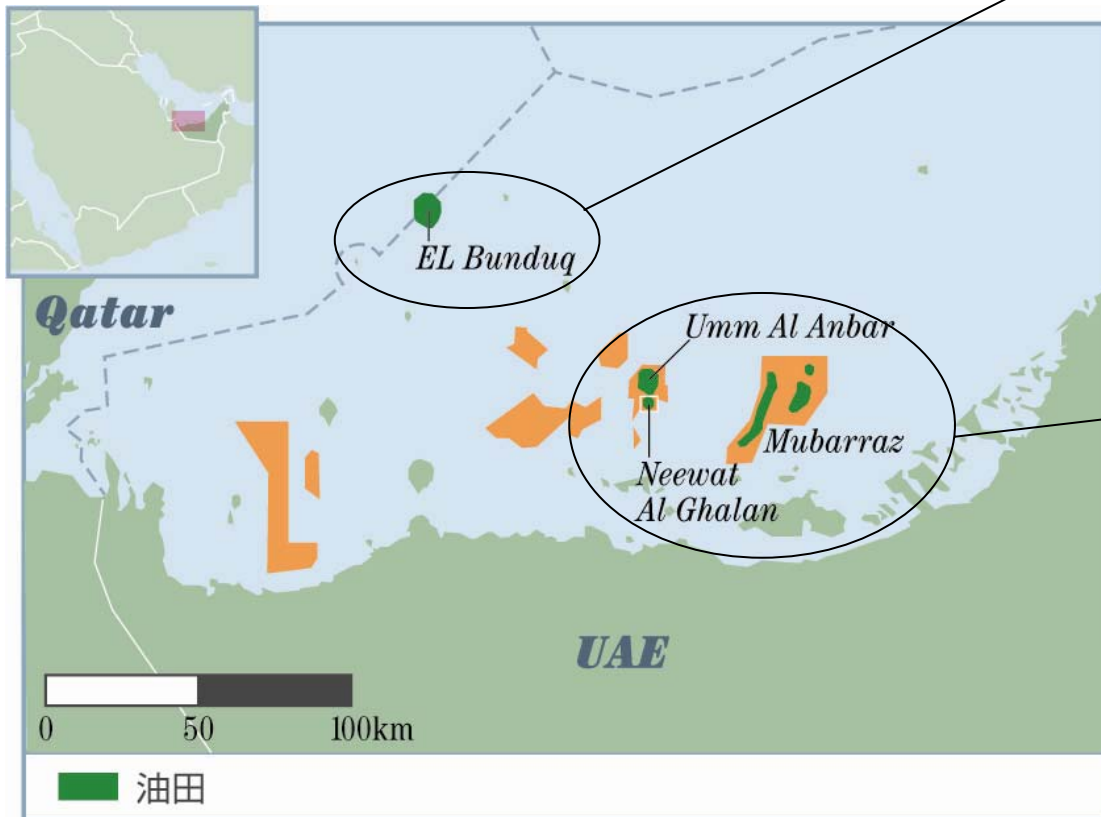 EL Bunduq
Qatar
Umm Al Anbar
Mubarraz
Neewat
Al Ghalan
UAE
0 50 100km
油田